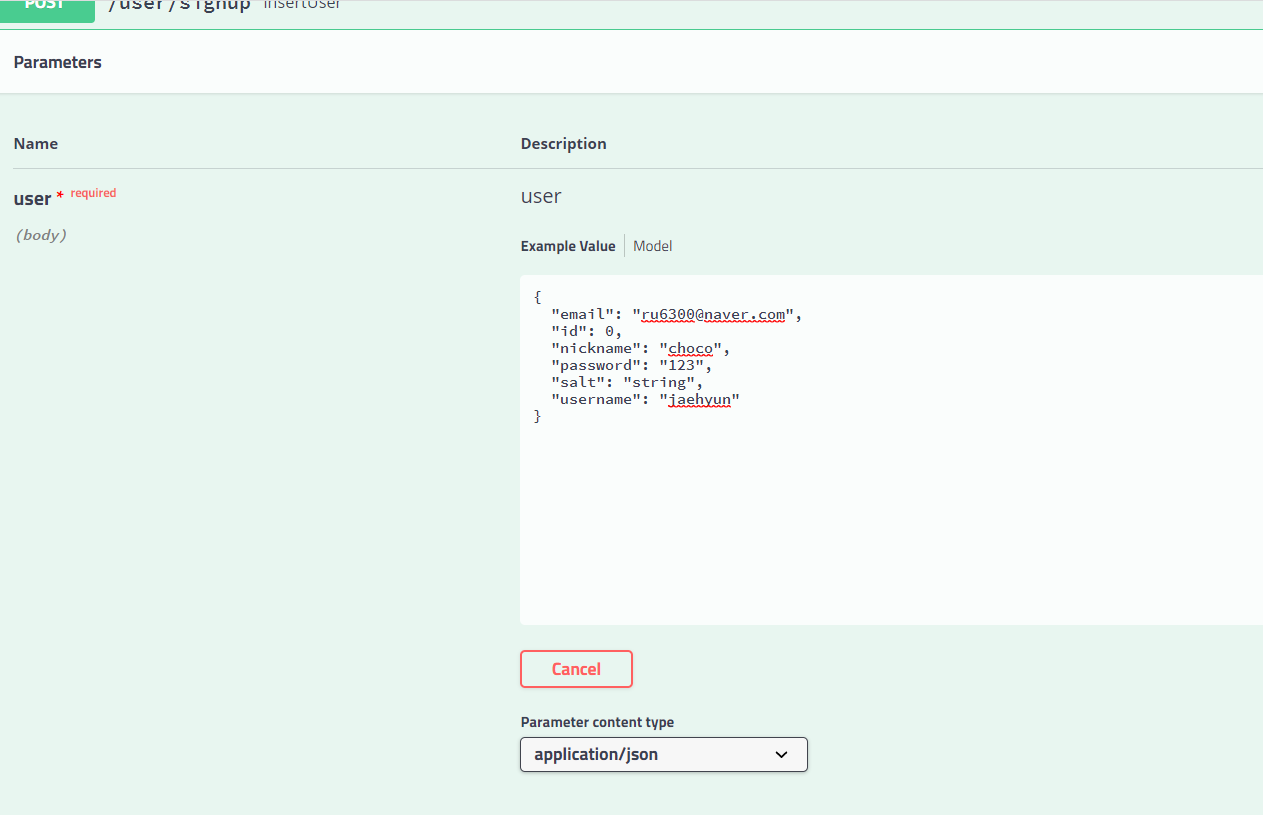 POST /user/signup insertUser
Parameters
Name Description
user * required user
(body)
Example Value Model
{
"email": "ru6300@naver.com",
"id": 0,
"nickname": "choco",
"password": "123",
"salt": "string",
"username": "jaehyun"
}
Cancel
Parameter content type
application/json